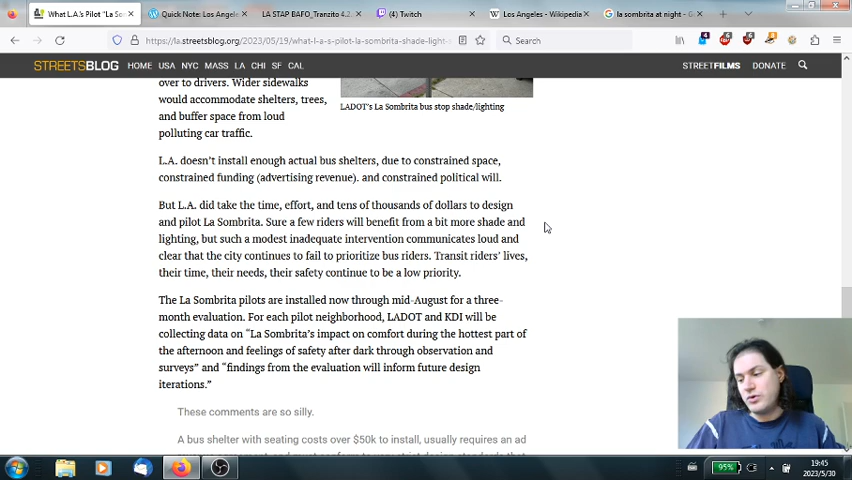 What L.A.'s Pilot "La So
Quick Note: Los Angeles
LA STAP BAFO_Tranzito 4.2.
(4) Twitch
Los Angeles - Wikipedia
la sombrita at night - G
https://la.streetsblog.org/2023/05/19/what-l-a-s-pilot-la-sombrita-shade-light-
Search
STREETSBLOG HOME USA NYC MASS LA CHI SF CAL STREETFILMS DONATE
over to drivers. Wider sidewalks
would accommodate shelters, trees,
and buffer space from loud
polluting car traffic.
LADOT's La Sombrita bus stop shade/lighting
L.A. doesn't install enough actual bus shelters, due to constrained space,
constrained funding (advertising revenue). and constrained political will.
But L.A. did take the time, effort, and tens of thousands of dollars to design
and pilot La Sombrita. Sure a few riders will benefit from a bit more shade and
lighting, but such a modest inadequate intervention communicates loud and
clear that the city continues to fail to prioritize bus riders. Transit riders' lives,
their time, their needs, their safety continue to be a low priority.
The La Sombrita pilots are installed now through mid-August for a three-
month evaluation. For each pilot neighborhood, LADOT and KDI will be
collecting data on "La Sombrita's impact on comfort during the hottest part of
the afternoon and feelings of safety after dark through observation and
surveys" and "findings from the evaluation will inform future design
iterations."
These comments are so silly.
A bus shelter with seating costs over $50k to install, usually requires an ad
95%
19:45
2023/5/30